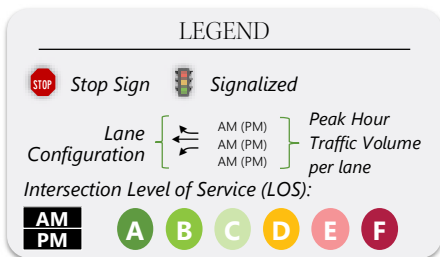 LEGEND
STOP Stop Sign Signalized
Lane Configuration
AM (PM)
AM (PM)
AM (PM)
Peak Hour
Traffic Volume
per lane
Intersection Level of Service (LOS):
AM
PM
A B C D E F